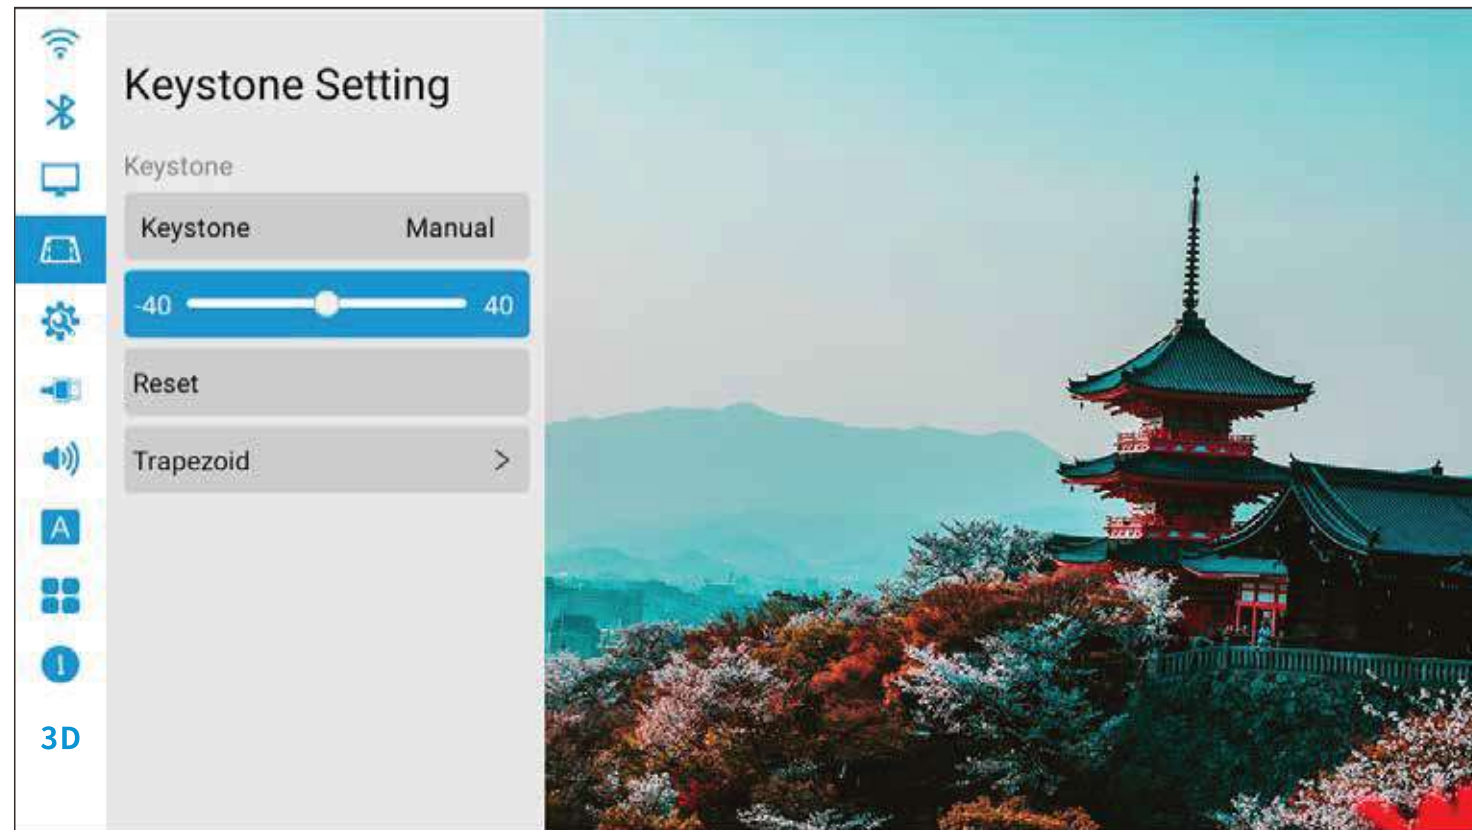 Keystone Setting
Keystone
Keystone Manual
-40 40
Reset
Trapezoid >
A
3D